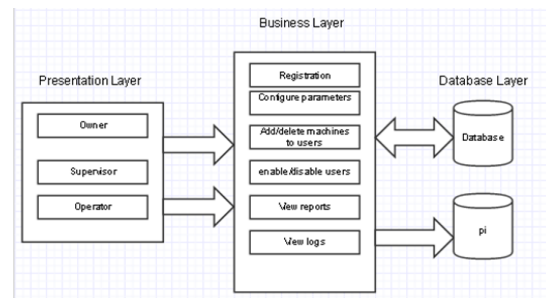 Business Layer
Presentation Layer
Database Layer
Owner
Supervisor
Operator
Registration
Configure parameters
Add/delete machines
to users
enable/disable users
View reports
View logs
Database
pi